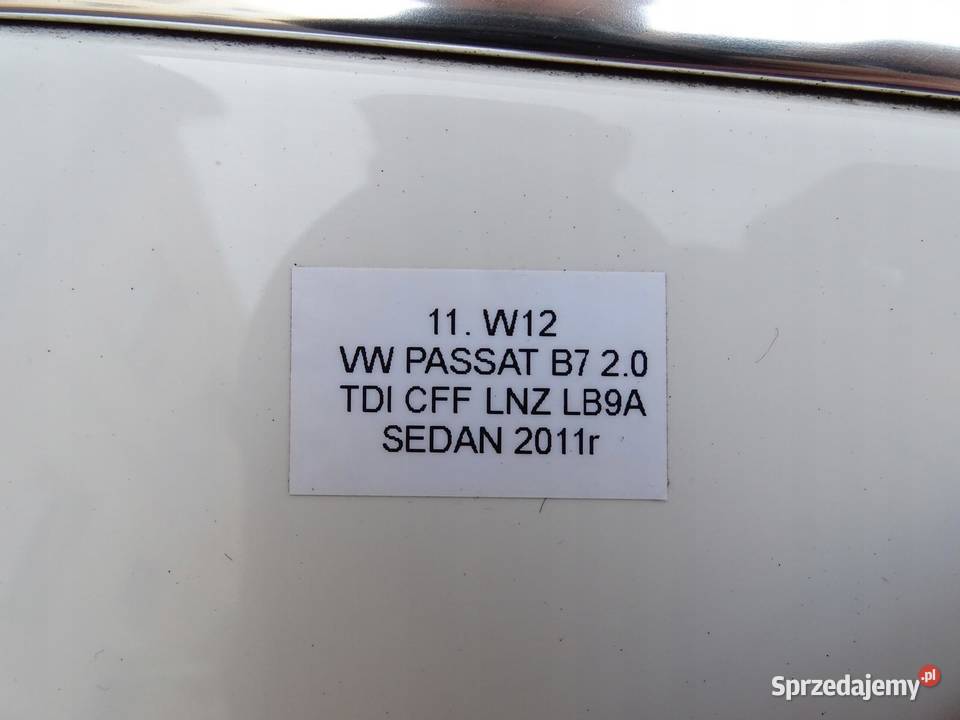 11. W12
VW PASSAT B7 2.0
TDI CFF LNZ LB9A
SEDAN 2011r
Sprzedajemy.pl